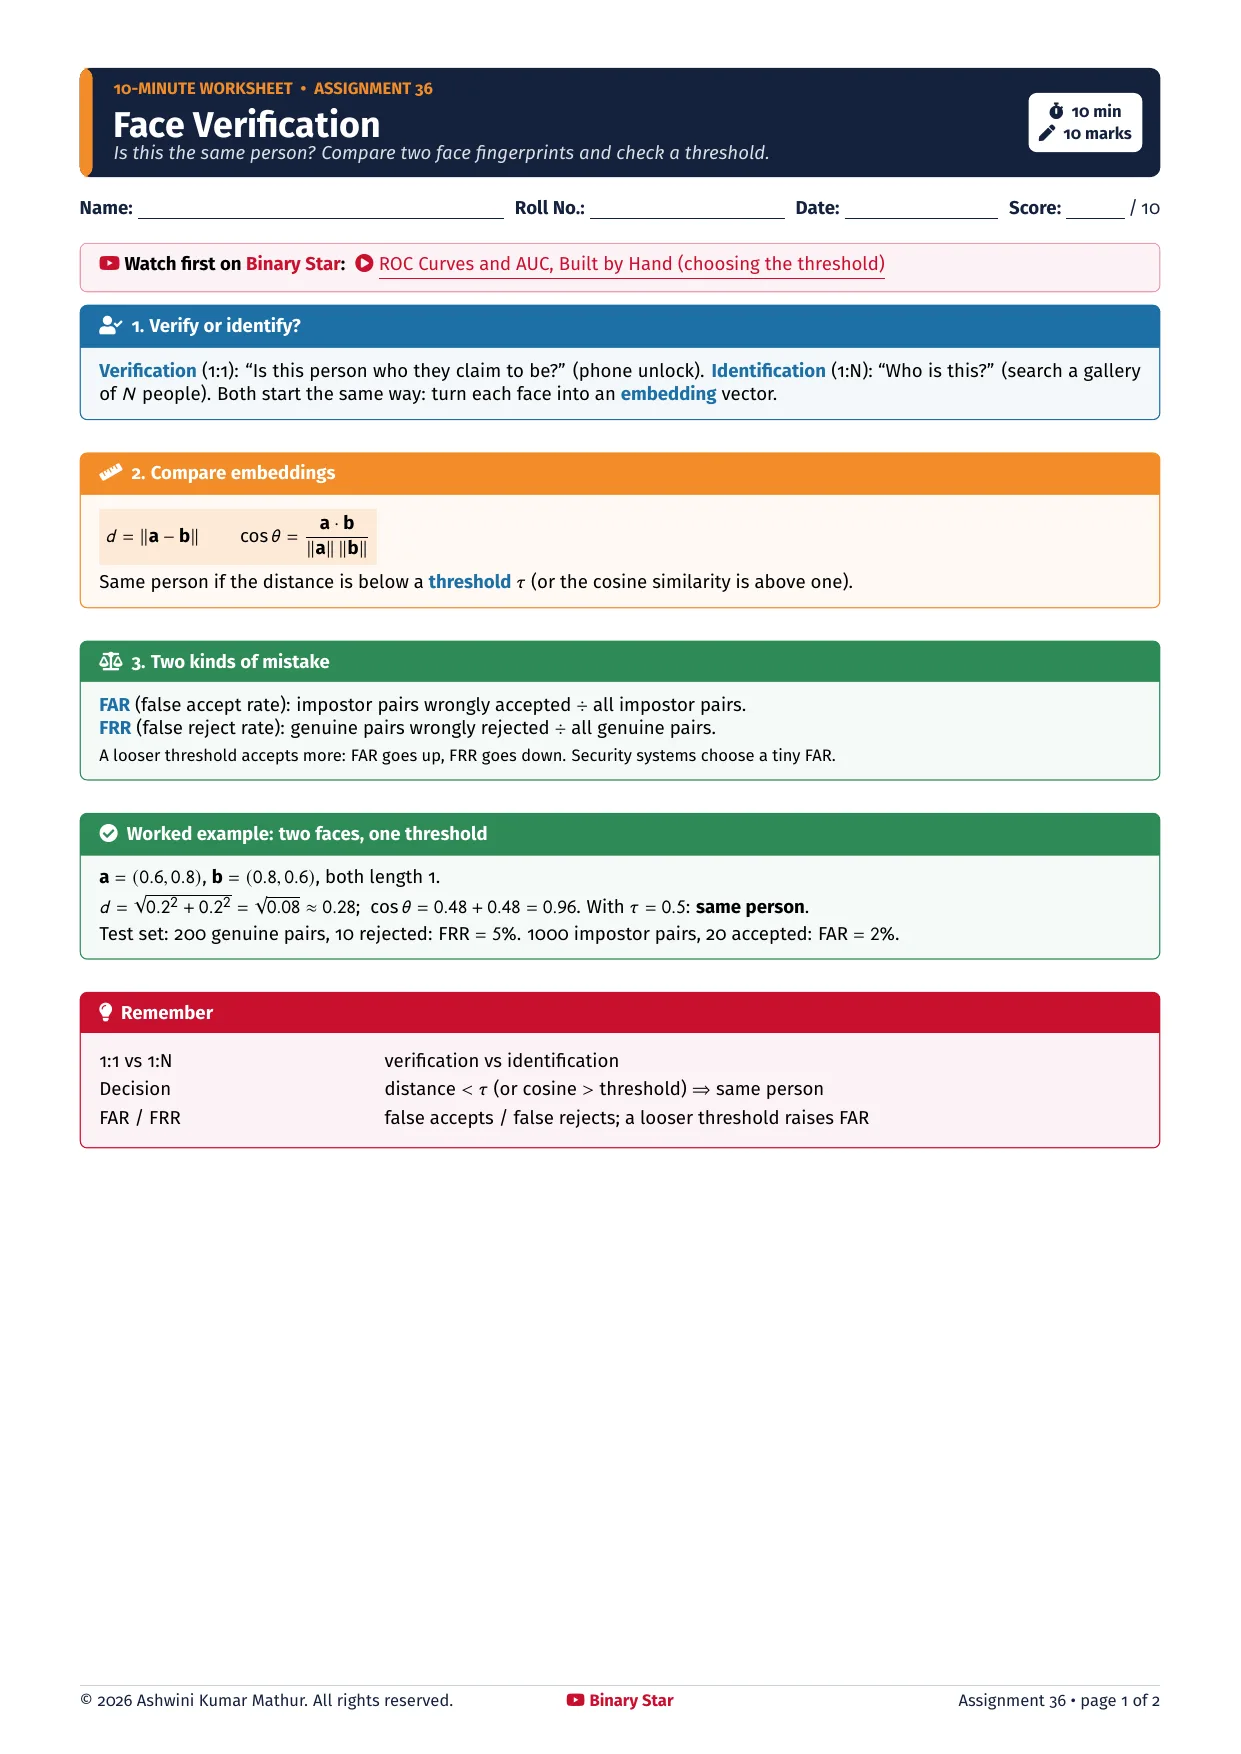 10-MINUTE WORKSHEET • ASSIGNMENT 36
Face Verification
Is this the same person? Compare two face fingerprints and check a threshold.
10 min
10 marks
Name: ____ Roll No.: ____ Date: ____ Score: ____ / 10
Watch first on Binary Star: ROC Curves and AUC, Built by Hand (choosing the threshold)
1. Verify or identify?
Verification (1:1): “Is this person who they claim to be?” (phone unlock). Identification (1:N): “Who is this?” (search a gallery
of N people). Both start the same way: turn each face into an embedding vector.
2. Compare embeddings
d = ||a − b||   cos θ = a · b / ||a|| ||b||
Same person if the distance is below a threshold τ (or the cosine similarity is above one).
3. Two kinds of mistake
FAR (false accept rate): impostor pairs wrongly accepted ÷ all impostor pairs.
FRR (false reject rate): genuine pairs wrongly rejected ÷ all genuine pairs.
A looser threshold accepts more: FAR goes up, FRR goes down. Security systems choose a tiny FAR.
Worked example: two faces, one threshold
a = (0.6, 0.8), b = (0.8, 0.6), both length 1.
d = √(0.2² + 0.2²) = √0.08 ≈ 0.28; cos θ = 0.48 + 0.48 = 0.96. With τ = 0.5: same person.
Test set: 200 genuine pairs, 10 rejected: FRR = 5%. 1000 impostor pairs, 20 accepted: FAR = 2%.
Remember
1:1 vs 1:N verification vs identification
Decision distance < τ (or cosine > threshold) ⇒ same person
FAR / FRR false accepts / false rejects; a looser threshold raises FAR
© 2026 Ashwini Kumar Mathur. All rights reserved. Binary Star Assignment 36 • page 1 of 2